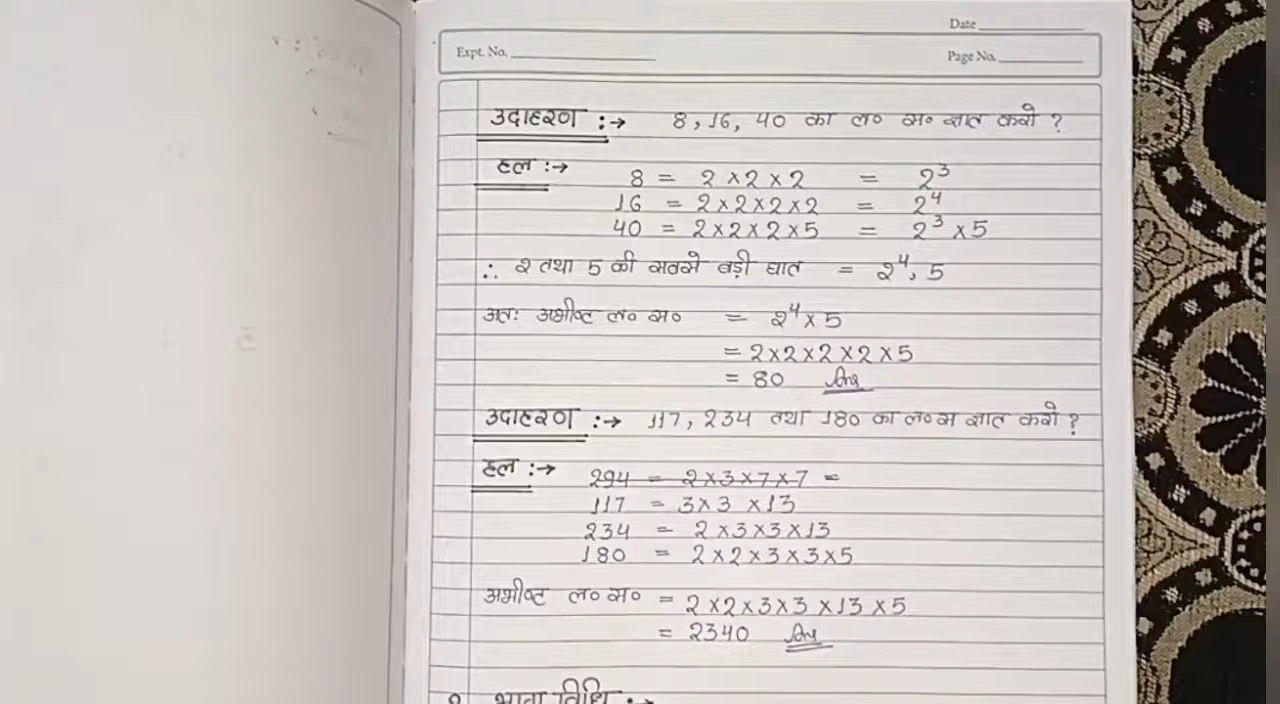 Date
Expt. No.
Page No.
उदाहरण :→ 8, 16, 40 का ल० स० ज्ञात करो ?
हल :→
8 = 2 × 2 × 2 = 2³
16 = 2 × 2 × 2 × 2 = 2⁴
40 = 2 × 2 × 2 × 5 = 2³ × 5
∴ 2 तथा 5 की सबसे बड़ी घात = 2⁴, 5
अतः अभीष्ट ल० स० = 2⁴ × 5
= 2 × 2 × 2 × 2 × 5
= 80 Ans
उदाहरण :→ 117, 234 तथा 180 का ल०स ज्ञात करो ?
हल :→
294 = 2 × 3 × 7 × 7 =
117 = 3 × 3 × 13
234 = 2 × 3 × 3 × 13
180 = 2 × 2 × 3 × 3 × 5
अभीष्ट ल० स० = 2 × 2 × 3 × 3 × 13 × 5
= 2340 Ans
विधि :→